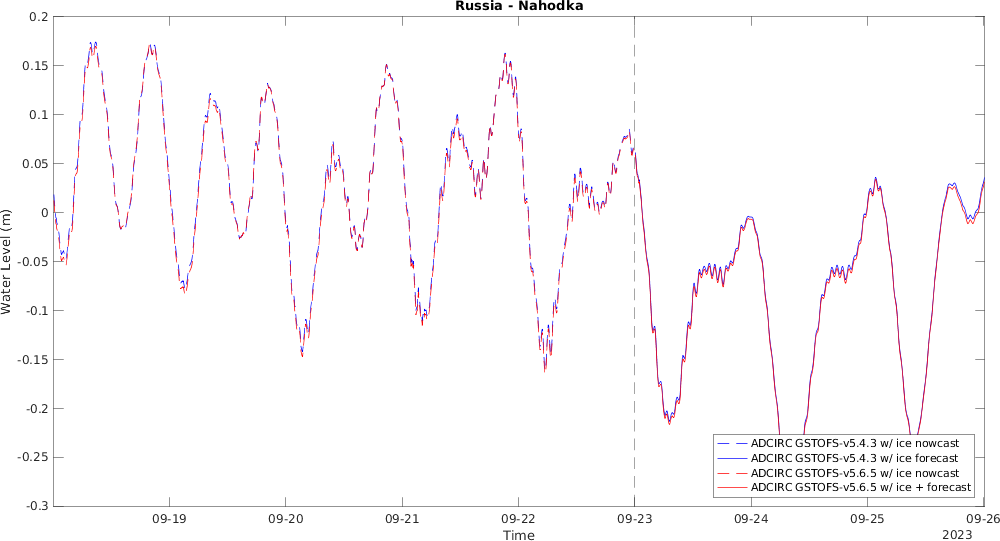 Russia - Nahodka
0.2
0.15
0.1
0.05
0
-0.05
-0.1
-0.15
-0.2
-0.25
-0.3
Water Level (m)
ADCIRC GSTOFS-v5.4.3 w/ ice nowcast
ADCIRC GSTOFS-v5.4.3 w/ ice forecast
ADCIRC GSTOFS-v5.6.5 w/ ice nowcast
ADCIRC GSTOFS-v5.6.5 w/ ice + forecast
09-19 09-20 09-21 09-22 09-23 09-24 09-25 09-26
Time
2023